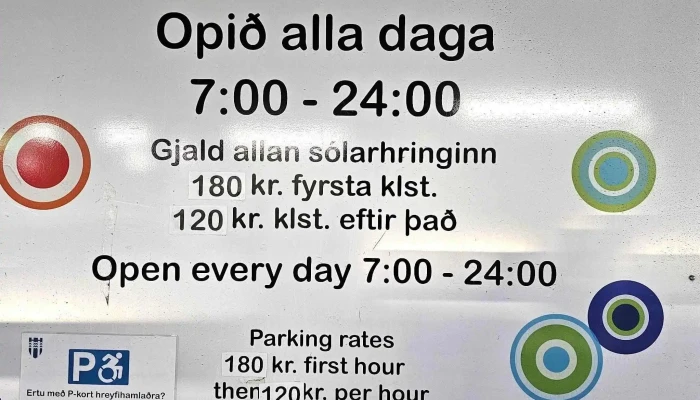 Opið alla daga
7:00 - 24:00
Gjald allan sólarhringinn
180 kr. fyrsta klst.
120 kr. klst. eftir það
Open every day 7:00 - 24:00
Parking rates
180 kr. first hour
then 120 kr. per hour
P
Ertu með P-kort hreyfihamlaðra?